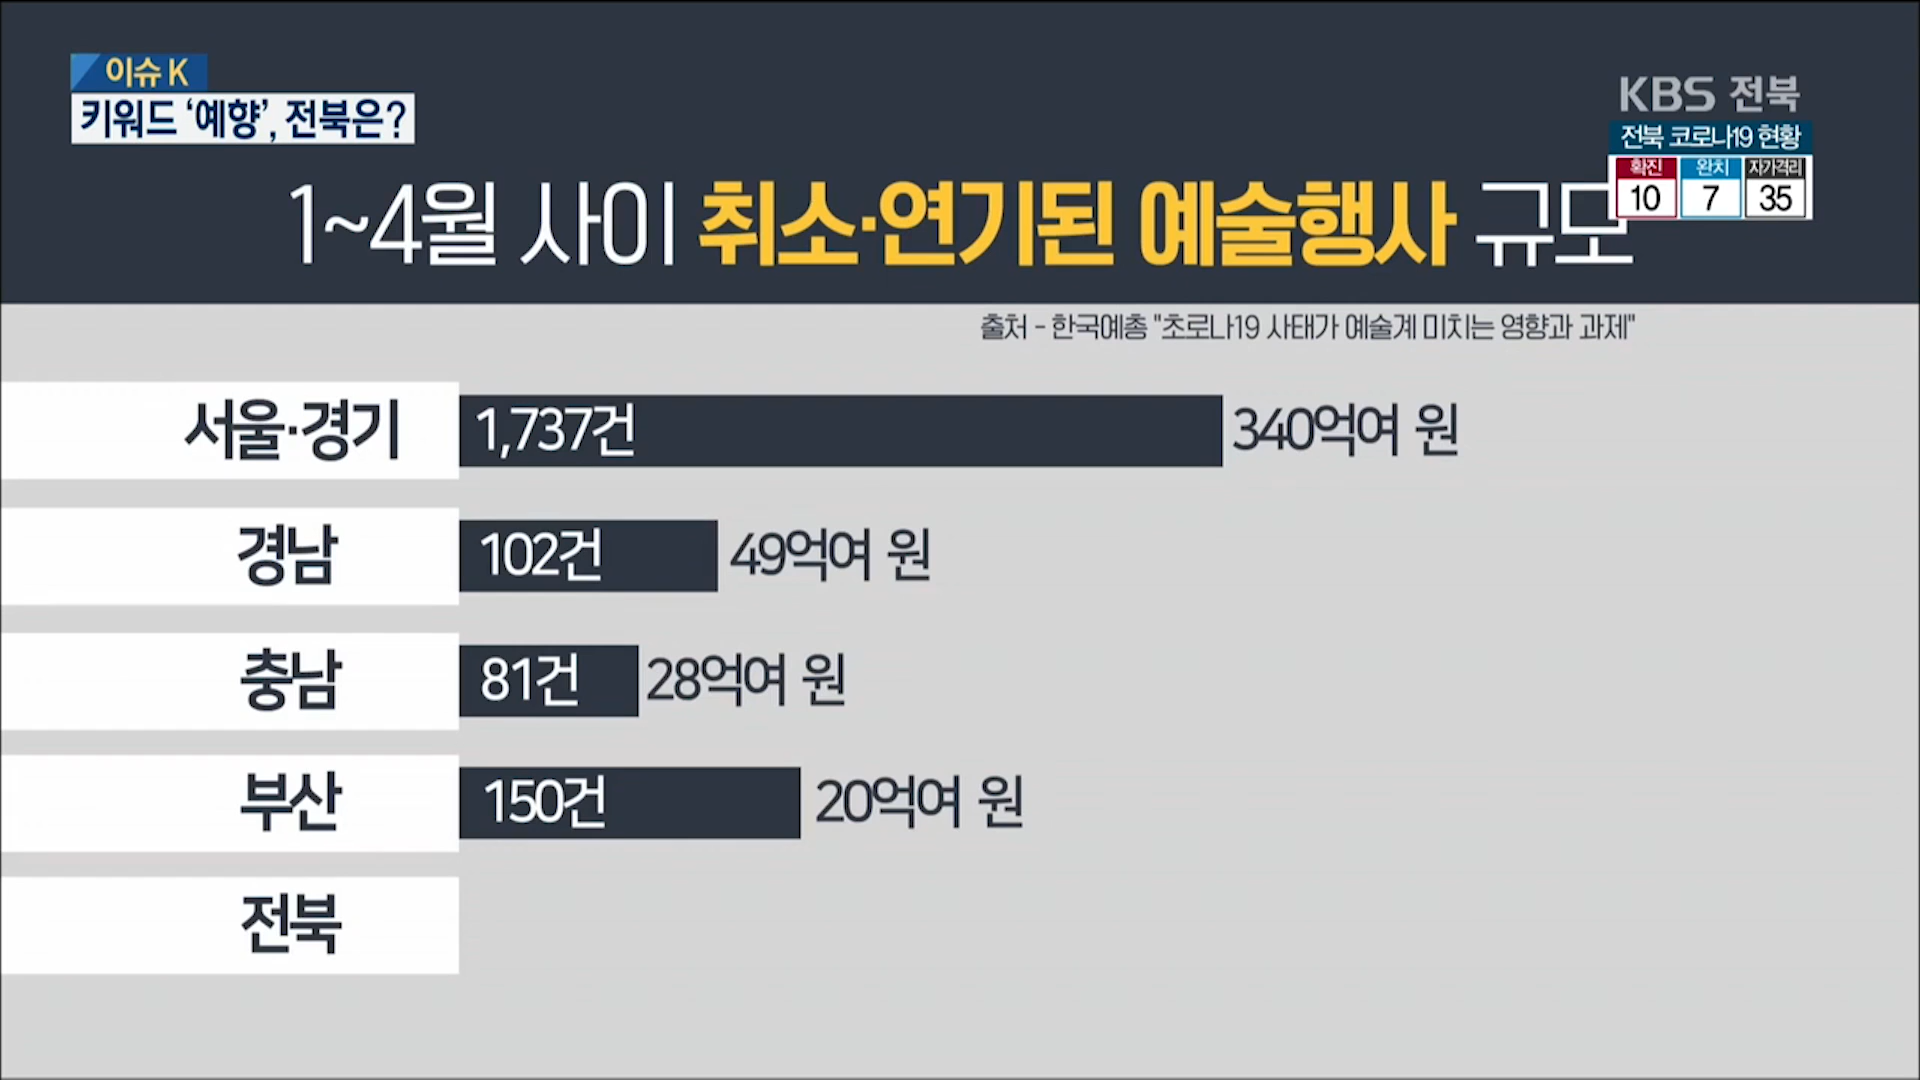 이슈 K
키워드 ‘예향’, 전북은?
KBS 전북
전북 코로나19 현황
확진 완치 자가격리
10 7 35
1~4월 사이 취소·연기된 예술행사 규모
출처 - 한국예총 "초로나19 사태가 예술계 미치는 영향과 과제"
서울·경기 1,737건 340억여 원
경남 102건 49억여 원
충남 81건 28억여 원
부산 150건 20억여 원
전북